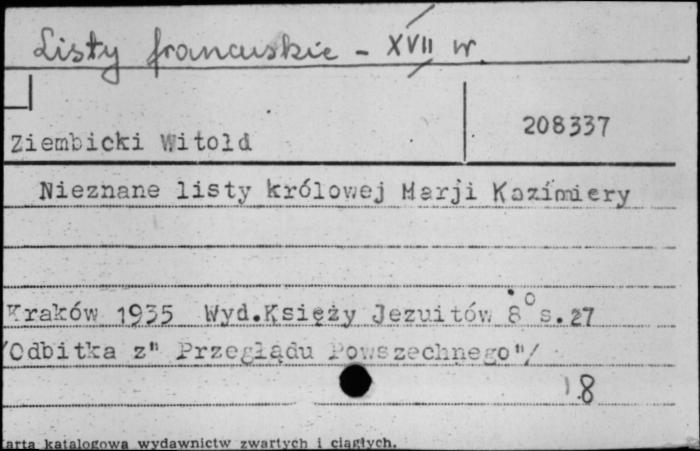 Listy francuskie - XVII w.
Ziembicki Witold
208337
Nieznane listy królowej Marji Kazimiery
Kraków 1935 Wyd.Księży Jezuitów 8° s.27
/Odbitka z" Przeglądu Powszechnego"/
18
Karta katalogowa wydawnictw zwartych i ciągłych.